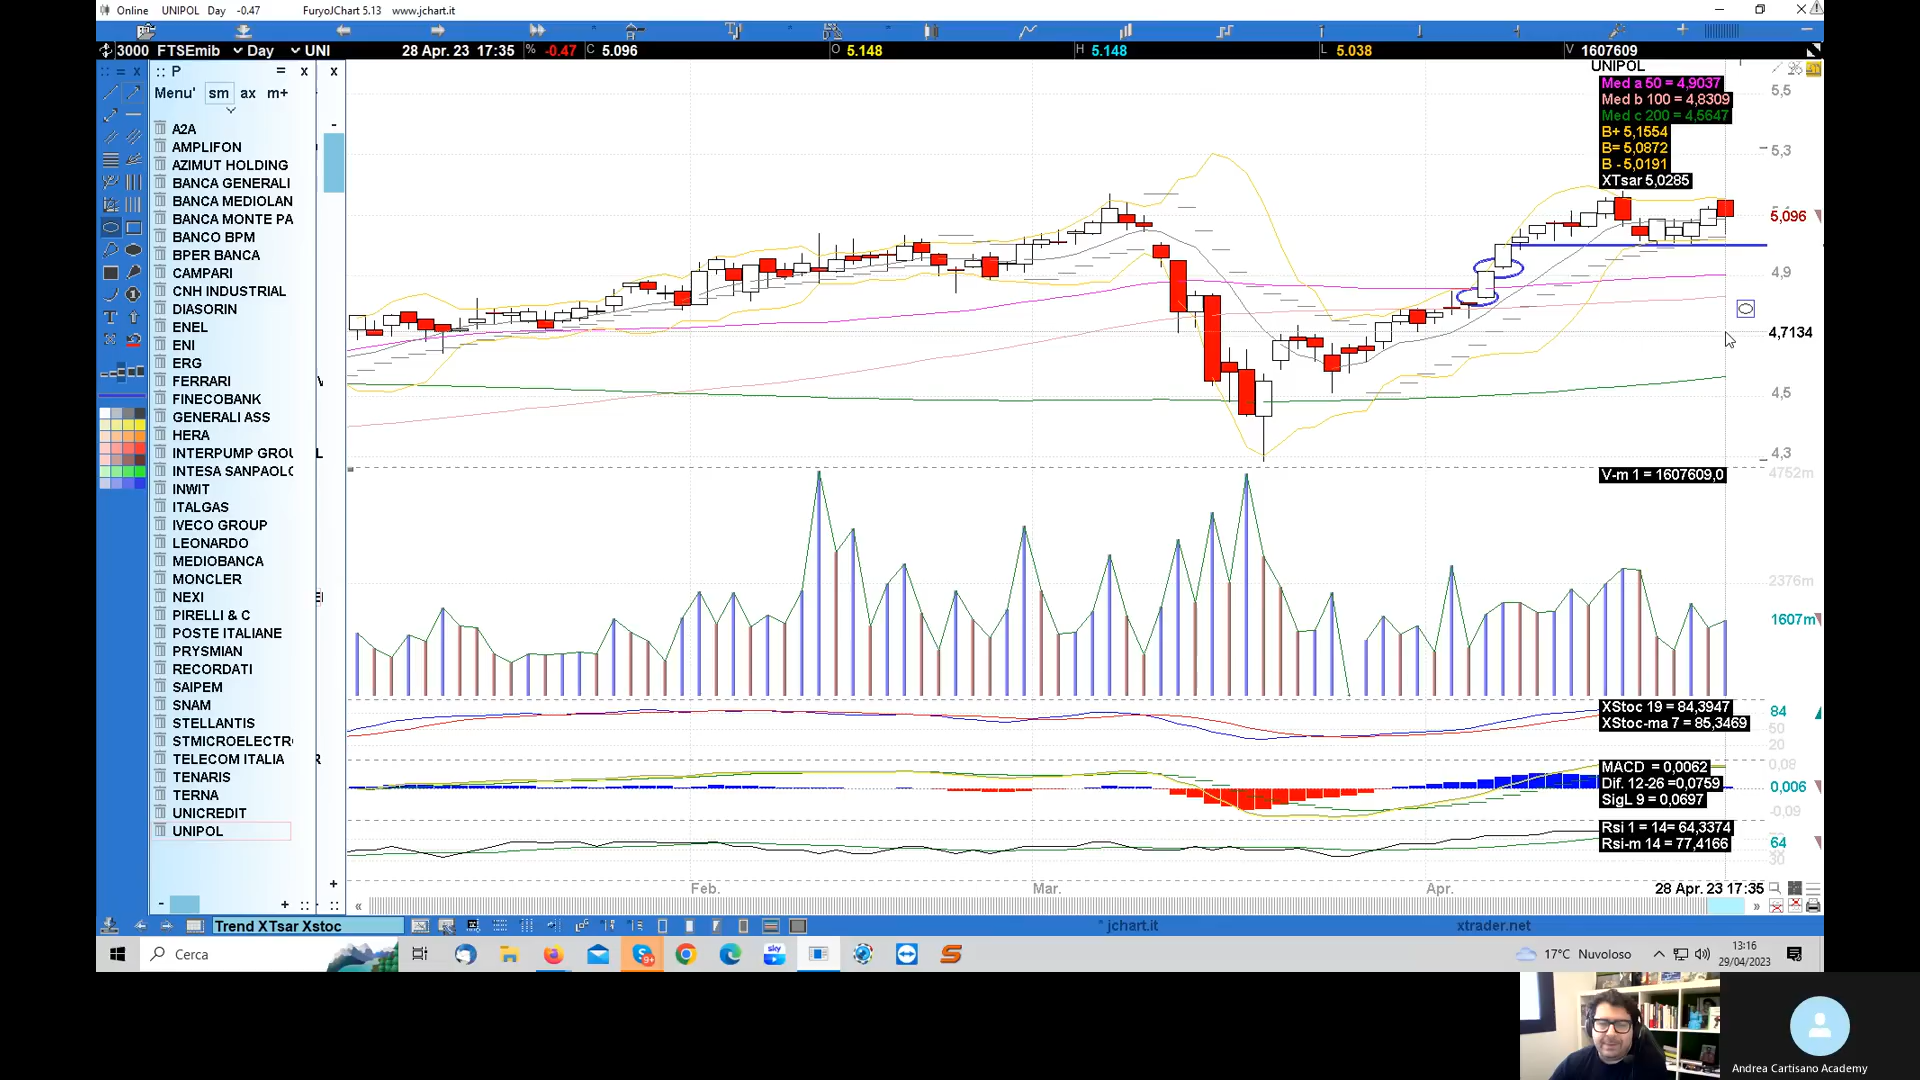 Online UNIPOL Day -0.47 FuryoJChart 5.13 www.jchart.it
3000 FTSEmib Day UNI 28 Apr. 23 17:35 % -0.47 C 5.096 O 5.148 H 5.148 L 5.038 V 1607609
P = x x
Menu' sm ax m+
A2A
AMPLIFON
AZIMUT HOLDING
BANCA GENERALI
BANCA MEDIOLAN
BANCA MONTE PA
BANCO BPM
BPER BANCA
CAMPARI
CNH INDUSTRIAL
DIASORIN
ENEL
ENI
ERG
FERRARI
FINECOBANK
GENERALI ASS
HERA
INTERPUMP GROU
INTESA SANPAOLO
INWIT
ITALGAS
IVECO GROUP
LEONARDO
MEDIOBANCA
MONCLER
NEXI
PIRELLI & C
POSTE ITALIANE
PRYSMIAN
RECORDATI
SAIPEM
SNAM
STELLANTIS
STMICROELECTR
TELECOM ITALIA
TENARIS
TERNA
UNICREDIT
UNIPOL
UNIPOL
Med a 50 = 4,9037
Med b 100 = 4,8309
Med c 200 = 4,5647
B+ 5,1554
B= 5,0872
B - 5,0191
XTsar 5,0285
5,5
5,3
5,096
4,9
4,7134
4,5
4,3
V-m 1 = 1607609,0
4752m
2376m
1607m
XStoc 19 = 84,3947
XStoc-ma 7 = 85,3469
84
50
20
MACD = 0,0062
Dif. 12-26 =0,0759
SigL 9 = 0,0697
0,08
0,006
-0,09
Rsi 1 = 14= 64,3374
Rsi-m 14 = 77,4166
64
30
Feb. Mar. Apr. 28 Apr. 23 17:35
Trend XTsar Xstoc
* jchart.it
xtrader.net
Cerca
sky
9+
17°C Nuvoloso
13:16
29/04/2023
Andrea Cartisano Academy